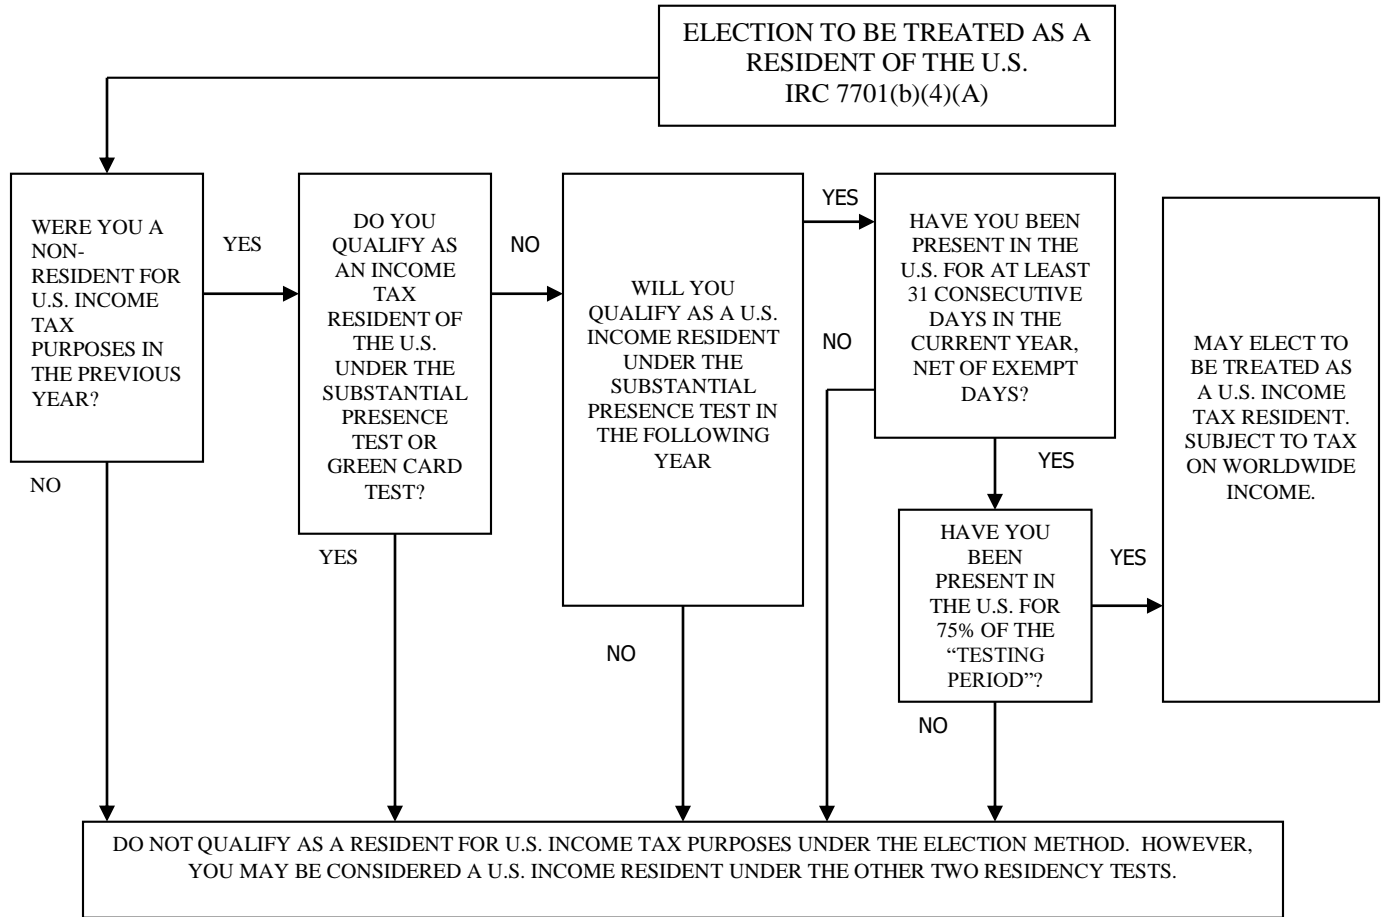 ELECTION TO BE TREATED AS A
RESIDENT OF THE U.S.
IRC 7701(b)(4)(A)
WERE YOU A
NON-
RESIDENT FOR
U.S. INCOME
TAX
PURPOSES IN
THE PREVIOUS
YEAR?
YES
NO
DO YOU
QUALIFY AS
AN INCOME
TAX
RESIDENT OF
THE U.S.
UNDER THE
SUBSTANTIAL
PRESENCE
TEST OR
GREEN CARD
TEST?
NO
YES
WILL YOU
QUALIFY AS A U.S.
INCOME RESIDENT
UNDER THE
SUBSTANTIAL
PRESENCE TEST IN
THE FOLLOWING
YEAR
YES
NO
HAVE YOU BEEN
PRESENT IN THE
U.S. FOR AT LEAST
31 CONSECUTIVE
DAYS IN THE
CURRENT YEAR,
NET OF EXEMPT
DAYS?
NO
YES
HAVE YOU
BEEN
PRESENT IN
THE U.S. FOR
75% OF THE
“TESTING
PERIOD”?
YES
NO
MAY ELECT TO
BE TREATED AS
A U.S. INCOME
TAX RESIDENT.
SUBJECT TO TAX
ON WORLDWIDE
INCOME.
DO NOT QUALIFY AS A RESIDENT FOR U.S. INCOME TAX PURPOSES UNDER THE ELECTION METHOD.  HOWEVER,
YOU MAY BE CONSIDERED A U.S. INCOME RESIDENT UNDER THE OTHER TWO RESIDENCY TESTS.